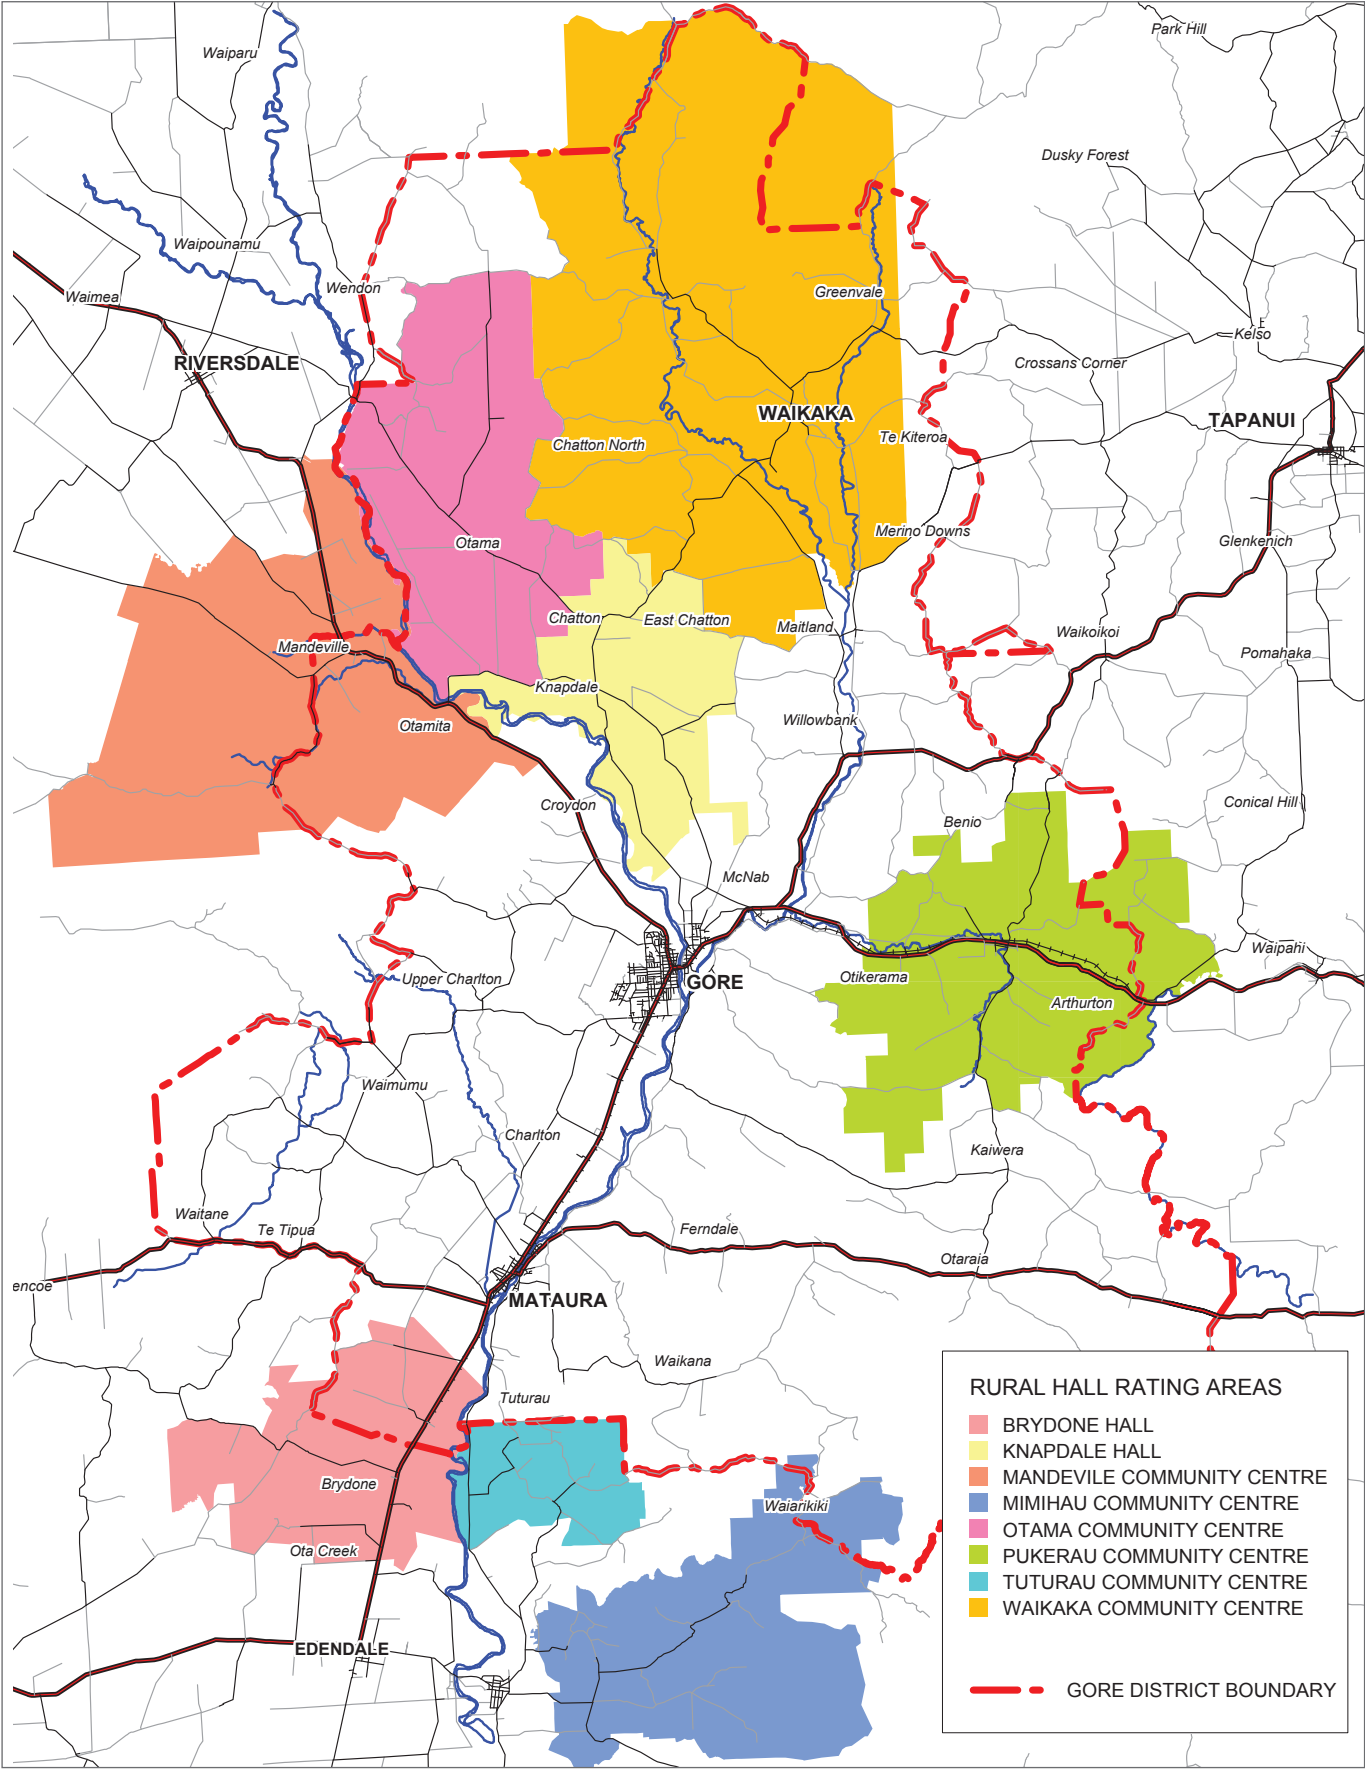 Park Hill
Waiparu
Dusky Forest
Waipounamu
Wendon
Greenvale
Waimea
Kelso
RIVERSDALE
Crossans Corner
WAIKAKA
TAPANUI
Te Kiteroa
Chatton North
Merino Downs
Otama
Glenkenich
Chatton
East Chatton
Maitland
Waikoikoi
Mandeville
Pomahaka
Knapdale
Otamita
Willowbank
Croydon
Conical Hill
Benio
McNab
Waipahi
Upper Charlton
GORE
Otikerama
Arthurton
Waimumu
Charlton
Kaiwera
Waitane
Te Tipua
Ferndale
Otaraia
encoe
MATAURA
Waikana
Tuturau
Brydone
Waiarikiki
Ota Creek
EDENDALE
RURAL HALL RATING AREAS
BRYDONE HALL
KNAPDALE HALL
MANDEVILE COMMUNITY CENTRE
MIMIHAU COMMUNITY CENTRE
OTAMA COMMUNITY CENTRE
PUKERAU COMMUNITY CENTRE
TUTURAU COMMUNITY CENTRE
WAIKAKA COMMUNITY CENTRE
GORE DISTRICT BOUNDARY